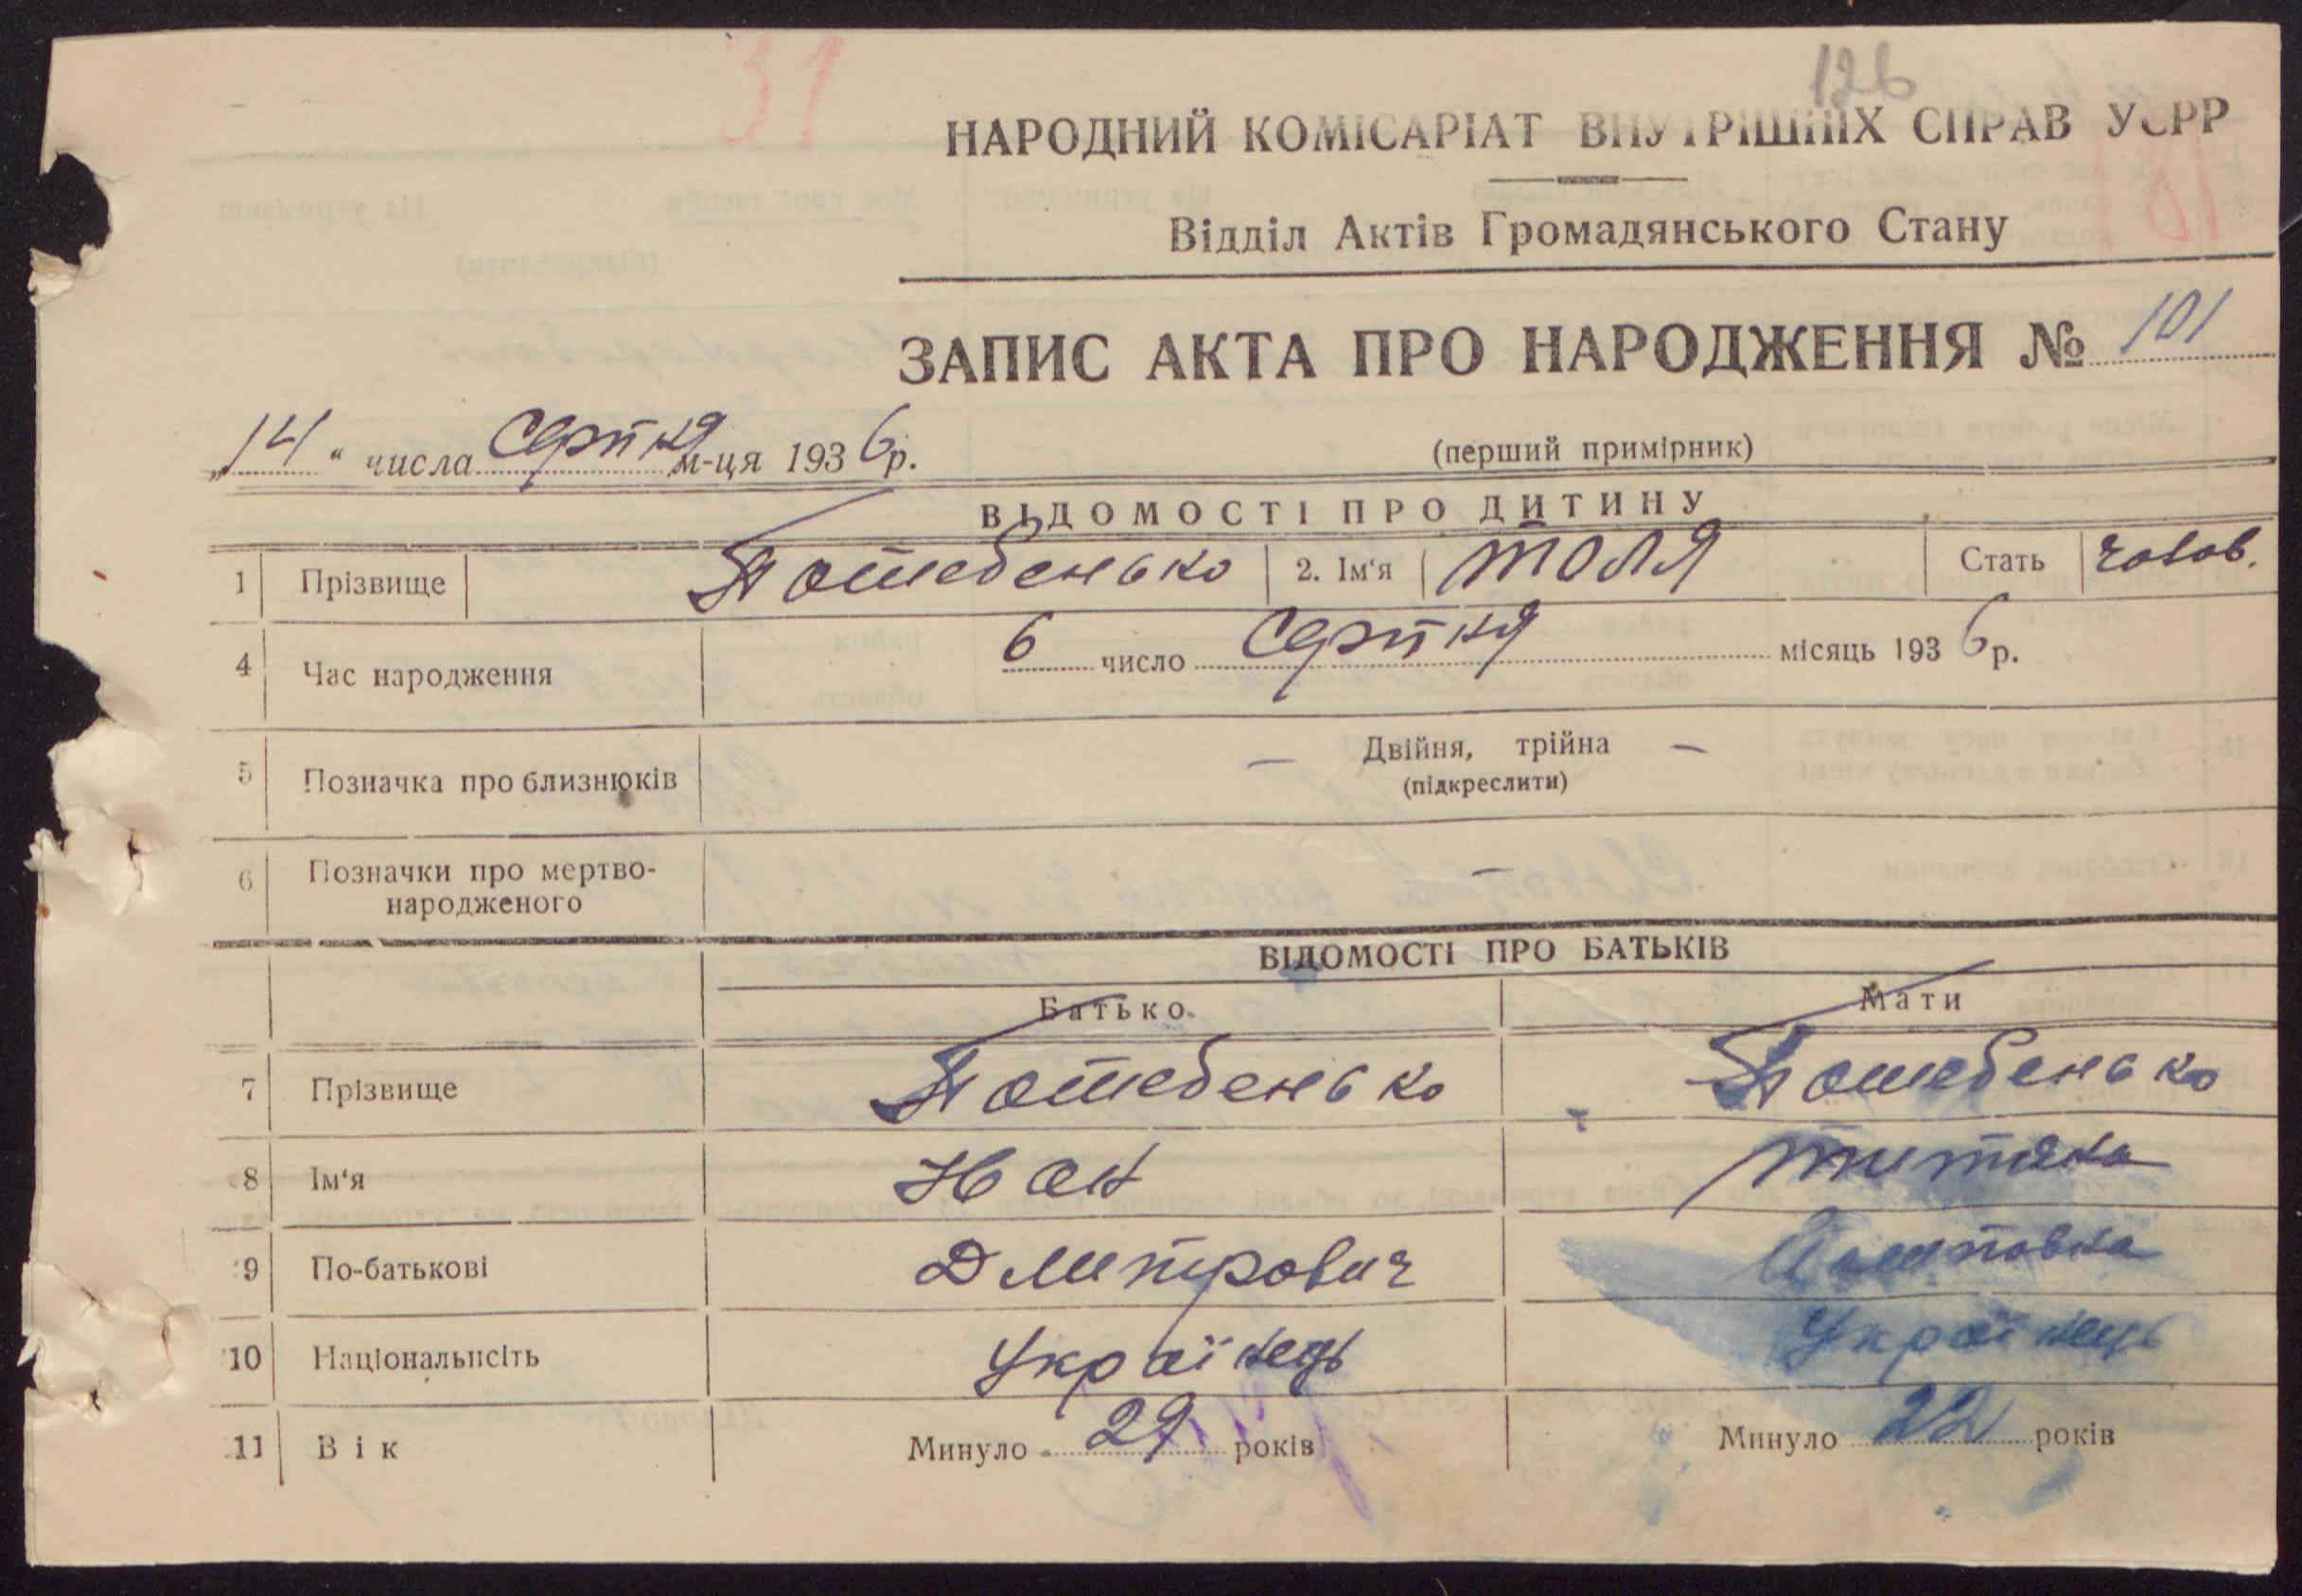 126
НАРОДНИЙ КОМІСАРІАТ ВНУТРІШНІХ СПРАВ УСРР
Відділ Актів Громадянського Стану
ЗАПИС АКТА ПРО НАРОДЖЕННЯ № 101
„14“ числа Серпня м-ця 1936 р.
(перший примірник)
ВІДОМОСТІ ПРО ДИТИНУ
1 Прізвище Потебенько 2. Ім'я Толя Стать чолов.
4 Час народження 6 число Серпня місяць 1936 р.
5 Позначка про близнюків — Двійня, трійна —
(підкреслити)
6 Позначки про мертво-
народженого —
ВІДОМОСТІ ПРО БАТЬКІВ
Батько Мати
7 Прізвище Потебенько Потебенько
8 Ім'я Іван
9 По-батькові Дмитрович
10 Національнсіть Українець Українець
11 Вік Минуло 29 років Минуло 22 років